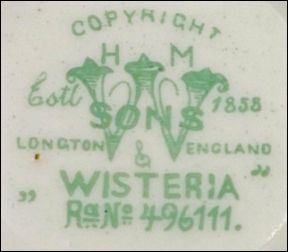 COPYRIGHT
H W M
Estd 1858
& SONS
LONGTON ENGLAND
„ WISTERIA "
Rd No 496111.